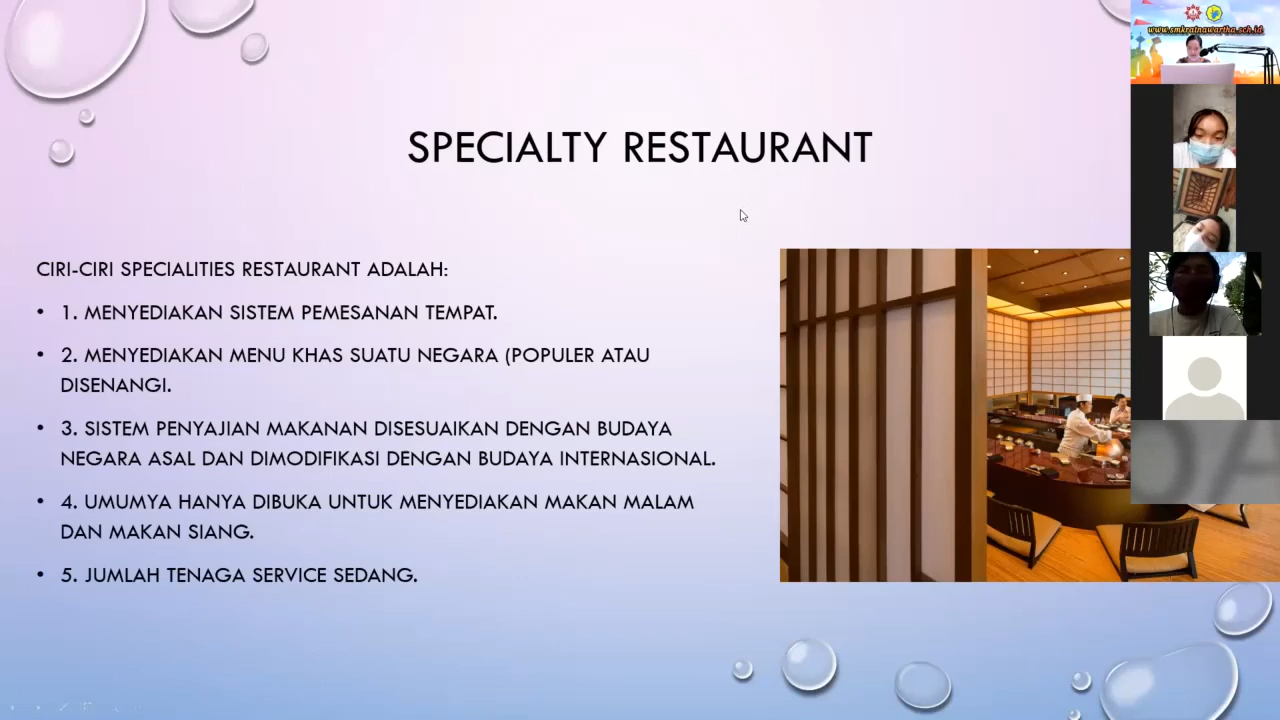 www.smkratnawartha.sch.id
SPECIALTY RESTAURANT
CIRI-CIRI SPECIALITIES RESTAURANT ADALAH:
• 1. MENYEDIAKAN SISTEM PEMESANAN TEMPAT.
• 2. MENYEDIAKAN MENU KHAS SUATU NEGARA (POPULER ATAU
DISENANGI.
• 3. SISTEM PENYAJIAN MAKANAN DISESUAIKAN DENGAN BUDAYA
NEGARA ASAL DAN DIMODIFIKASI DENGAN BUDAYA INTERNASIONAL.
• 4. UMUMYA HANYA DIBUKA UNTUK MENYEDIAKAN MAKAN MALAM
DAN MAKAN SIANG.
• 5. JUMLAH TENAGA SERVICE SEDANG.